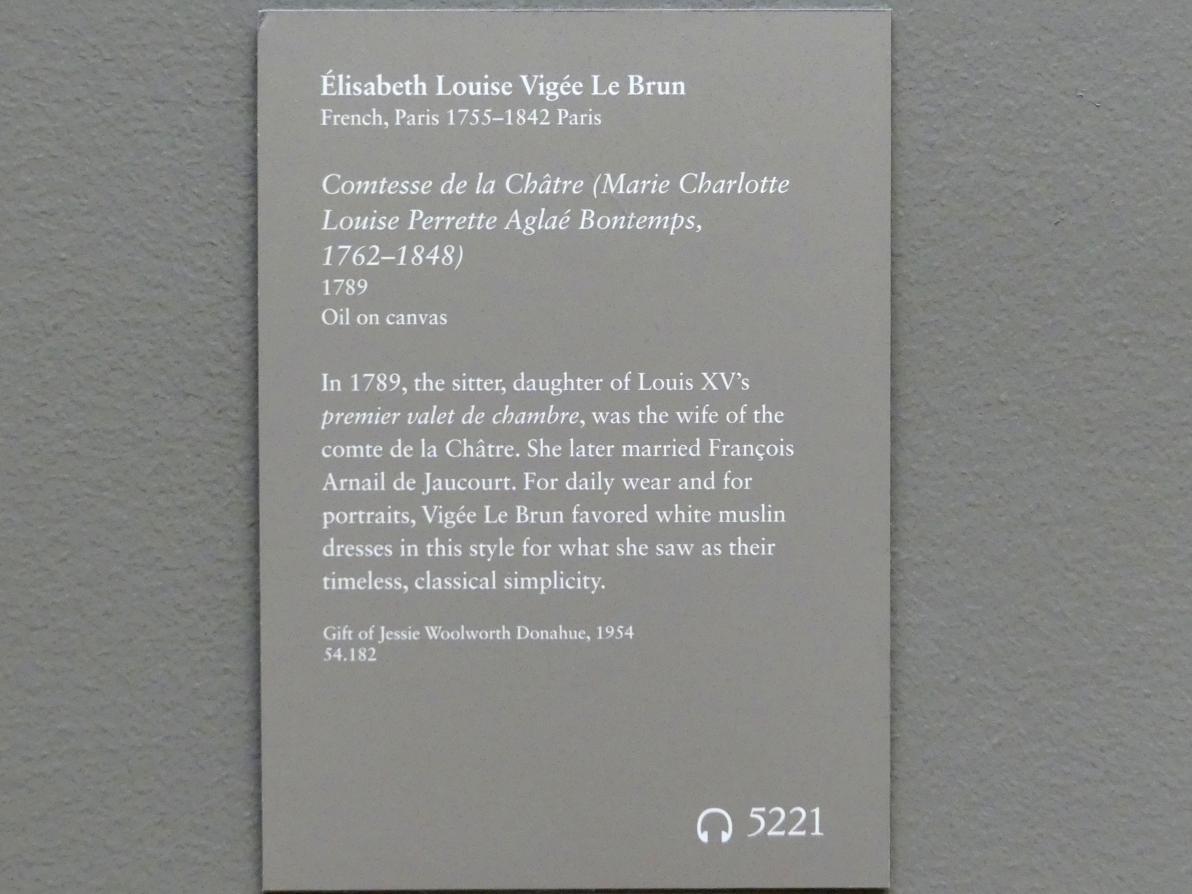 Élisabeth Louise Vigée Le Brun
French, Paris 1755–1842 Paris
Comtesse de la Châtre (Marie Charlotte
Louise Perrette Aglaé Bontemps,
1762–1848)
1789
Oil on canvas
In 1789, the sitter, daughter of Louis XV’s
premier valet de chambre, was the wife of the
comte de la Châtre. She later married François
Arnail de Jaucourt. For daily wear and for
portraits, Vigée Le Brun favored white muslin
dresses in this style for what she saw as their
timeless, classical simplicity.
Gift of Jessie Woolworth Donahue, 1954
54.182
5221